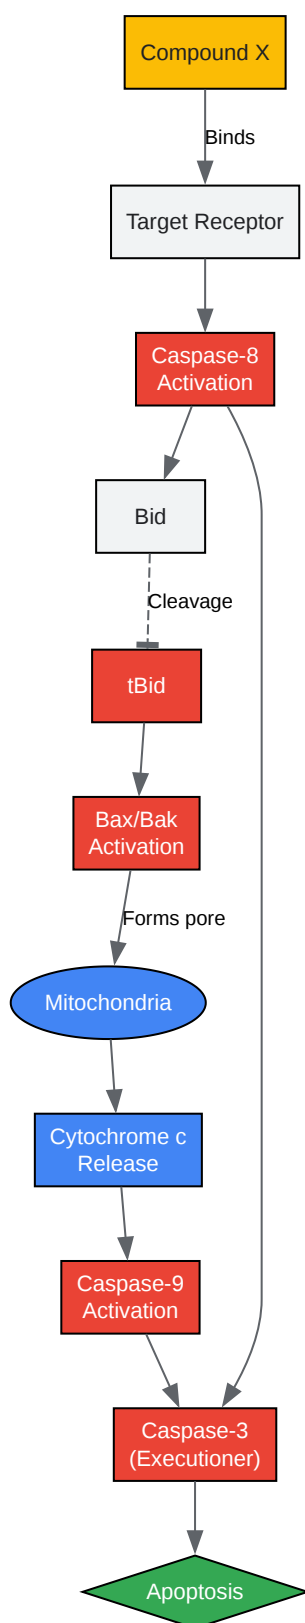 Compound X
Binds
Target Receptor
Caspase-8
Activation
Bid
Cleavage
tBid
Bax/Bak
Activation
Forms pore
Mitochondria
Cytochrome c
Release
Caspase-9
Activation
Caspase-3
(Executioner)
Apoptosis